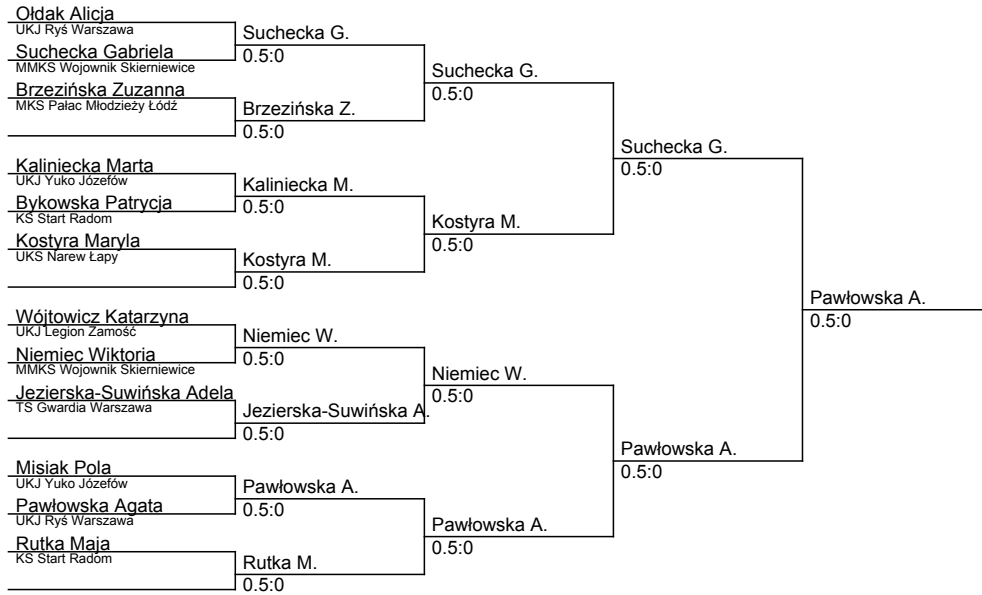 Ołdak Alicja
UKJ Ryś Warszawa
Suchecka G.
0.5:0
Suchecka Gabriela
MMKS Wojownik Skierniewice
Suchecka G.
0.5:0
Brzezińska Zuzanna
MKS Pałac Młodzieży Łódź
Brzezińska Z.
0.5:0
Suchecka G.
0.5:0
Kaliniecka Marta
UKJ Yuko Józefów
Kaliniecka M.
0.5:0
Bykowska Patrycja
KS Start Radom
Kostyra M.
0.5:0
Kostyra Maryla
UKS Narew Łapy
Kostyra M.
0.5:0
Pawłowska A.
0.5:0
Wójtowicz Katarzyna
UKJ Legion Zamość
Niemiec W.
0.5:0
Niemiec Wiktoria
MMKS Wojownik Skierniewice
Niemiec W.
0.5:0
Jezierska-Suwińska Adela
TS Gwardia Warszawa
Jezierska-Suwińska A.
0.5:0
Pawłowska A.
0.5:0
Misiak Pola
UKJ Yuko Józefów
Pawłowska A.
0.5:0
Pawłowska Agata
UKJ Ryś Warszawa
Pawłowska A.
0.5:0
Rutka Maja
KS Start Radom
Rutka M.
0.5:0